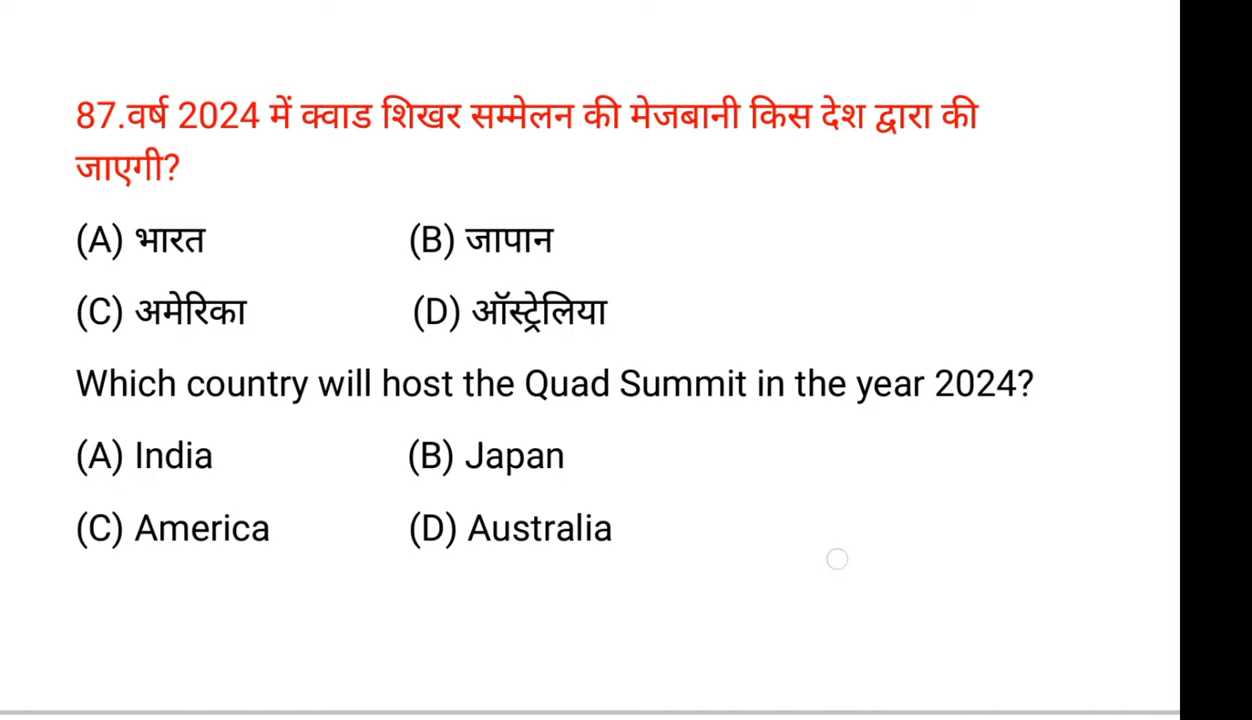 87.वर्ष 2024 में क्वाड शिखर सम्मेलन की मेजबानी किस देश द्वारा की
जाएगी?
(A) भारत (B) जापान
(C) अमेरिका (D) ऑस्ट्रेलिया
Which country will host the Quad Summit in the year 2024?
(A) India (B) Japan
(C) America (D) Australia